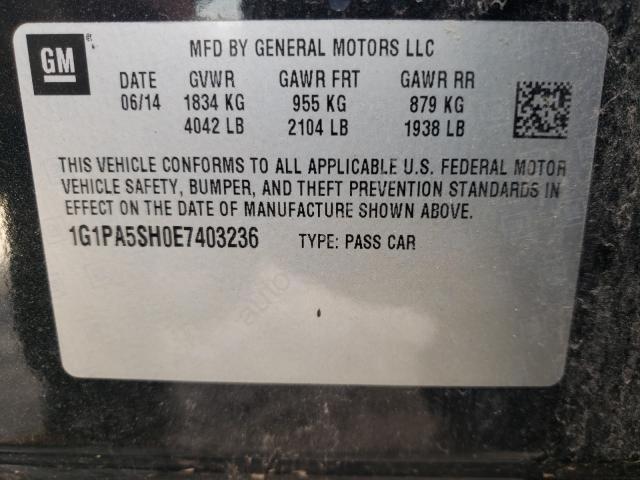 GM
MFD BY GENERAL MOTORS LLC
DATE GVWR GAWR FRT GAWR RR
06/14 1834 KG 955 KG 879 KG
4042 LB 2104 LB 1938 LB
THIS VEHICLE CONFORMS TO ALL APPLICABLE U.S. FEDERAL MOTOR
VEHICLE SAFETY, BUMPER, AND THEFT PREVENTION STANDARDS IN
EFFECT ON THE DATE OF MANUFACTURE SHOWN ABOVE.
1G1PA5SH0E7403236 TYPE: PASS CAR